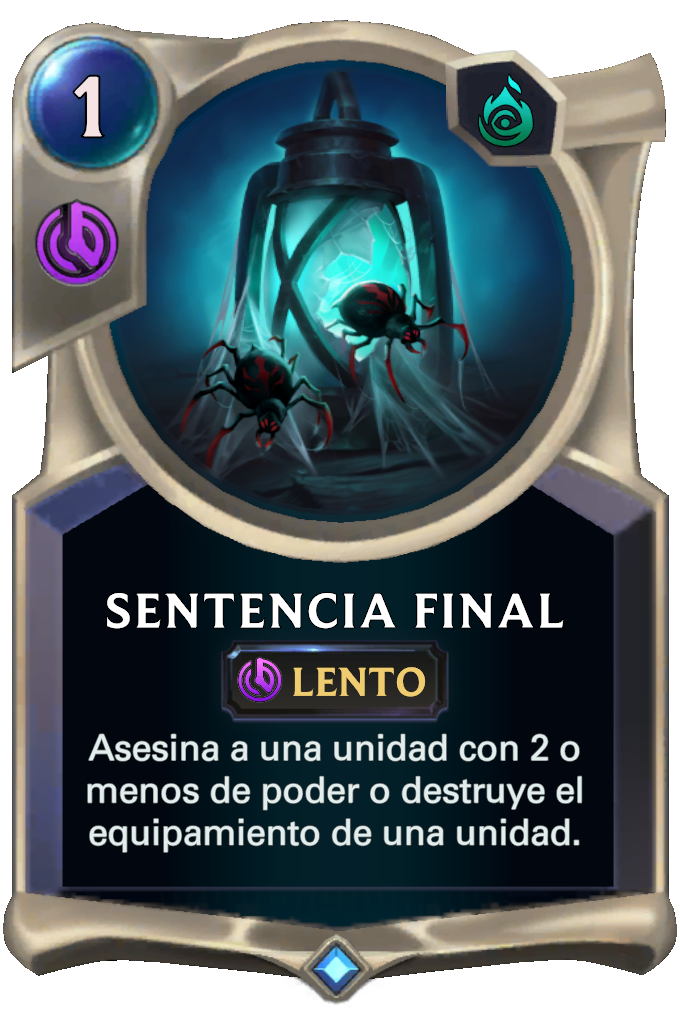 1
SENTENCIA FINAL
LENTO
Asesina a una unidad con 2 o
menos de poder o destruye el
equipamiento de una unidad.